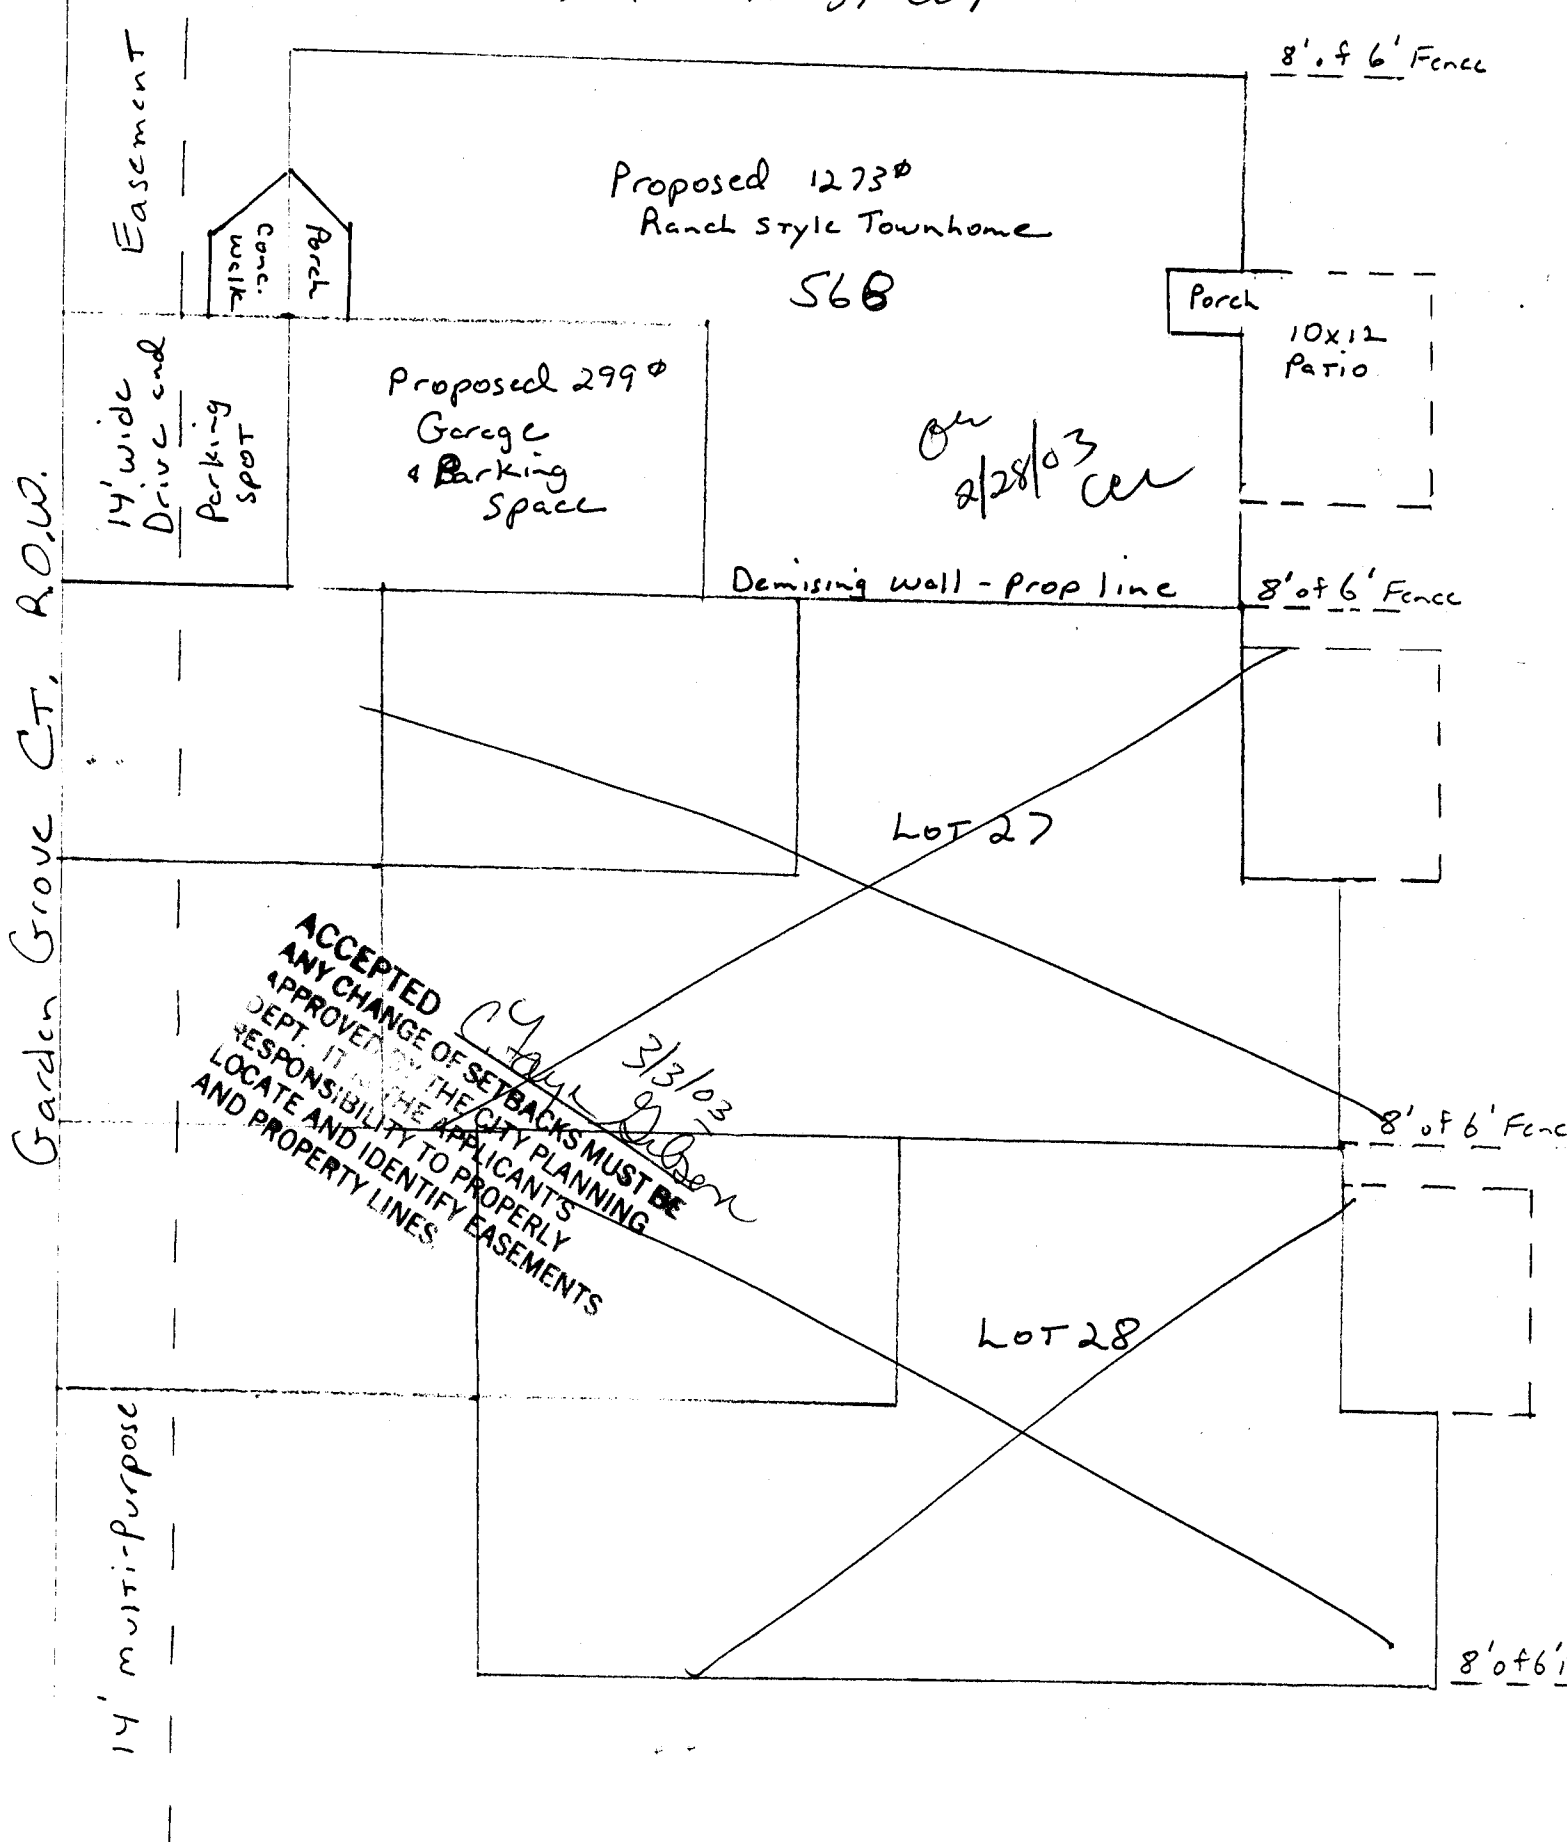 8' of 6' Fence
Easement
Proposed 1273⌀
Ranch Style Townhome
56B
Conc.
walk
Porch
Porch
10x12
Patio
14' wide
Drive and
Parking
Spot
Proposed 299⌀
Garage
& Parking
Space
2/28/03
Demising wall - Prop line
8' of 6' Fence
Garden Grove CT, R.O.W.
LOT 27
ACCEPTED
3/3/03
ANY CHANGE OF SETBACKS MUST BE
APPROVED BY THE CITY PLANNING
DEPT. IT IS THE APPLICANT'S
RESPONSIBILITY TO PROPERLY
LOCATE AND IDENTIFY EASEMENTS
AND PROPERTY LINES.
8' of 6' Fenc
LOT 28
14' multi-Purpose
8' of 6'